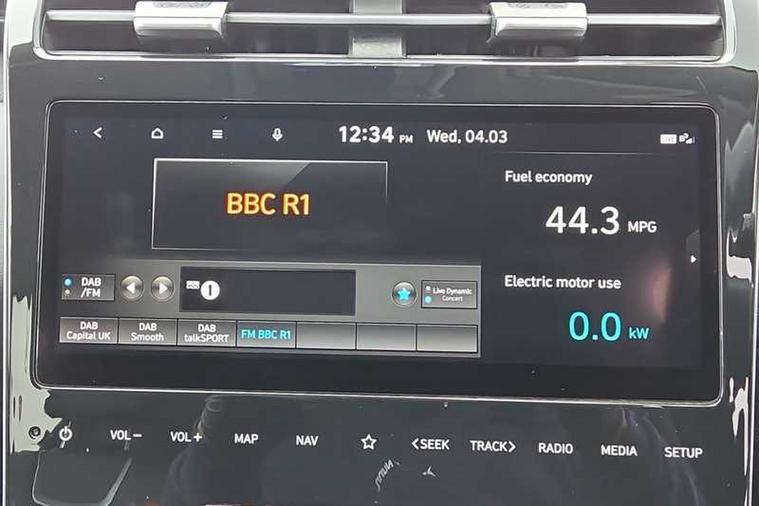 12:34 PM Wed, 04.03
BBC R1
Fuel economy
44.3 MPG
Electric motor use
0.0 kW
DAB
/FM
1
Live Dynamic
Concert
DAB
Capital UK
DAB
Smooth
DAB
talkSPORT
FM BBC R1
VOL− VOL+ MAP NAV <SEEK TRACK> RADIO MEDIA SETUP